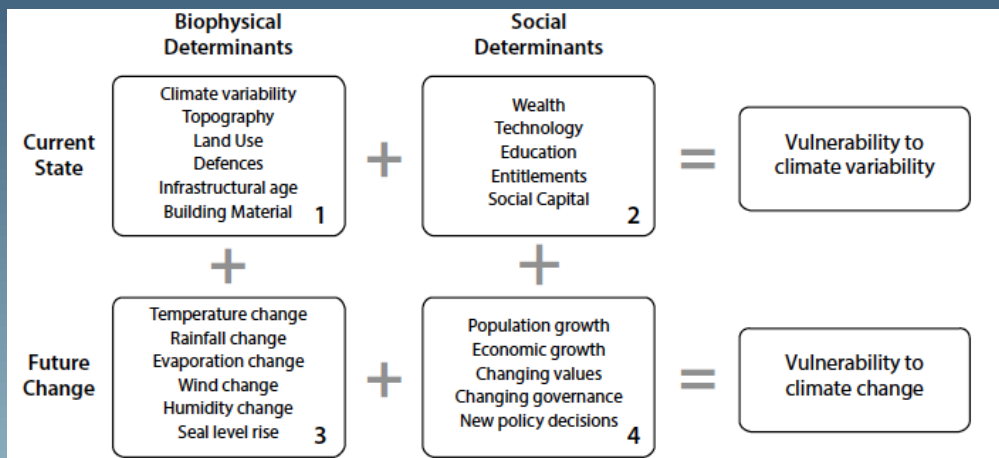 Biophysical
Determinants
Social
Determinants
Current
State
Climate variability
Topography
Land Use
Defences
Infrastructural age
Building Material
1
+
Wealth
Technology
Education
Entitlements
Social Capital
2
=
Vulnerability to
climate variability
+
+
Future
Change
Temperature change
Rainfall change
Evaporation change
Wind change
Humidity change
Seal level rise
3
+
Population growth
Economic growth
Changing values
Changing governance
New policy decisions
4
=
Vulnerability to
climate change